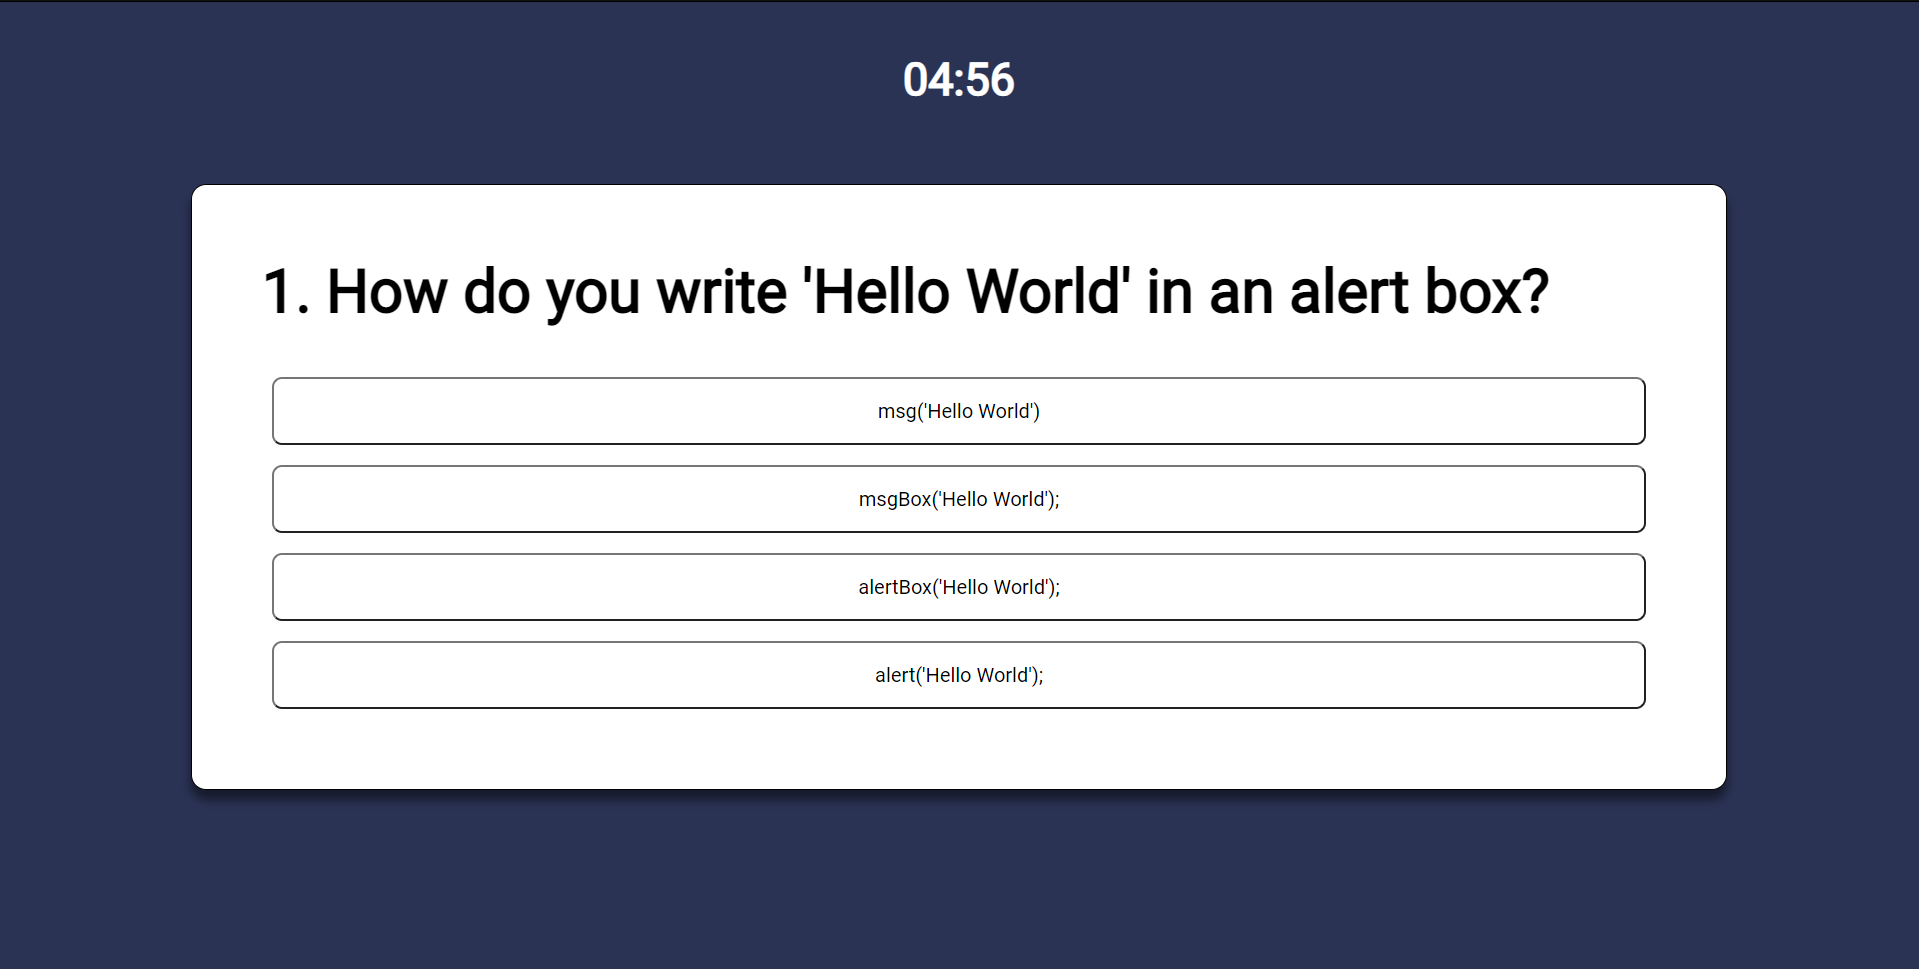 04:56
1. How do you write 'Hello World' in an alert box?
msg('Hello World')
msgBox('Hello World');
alertBox('Hello World');
alert('Hello World');